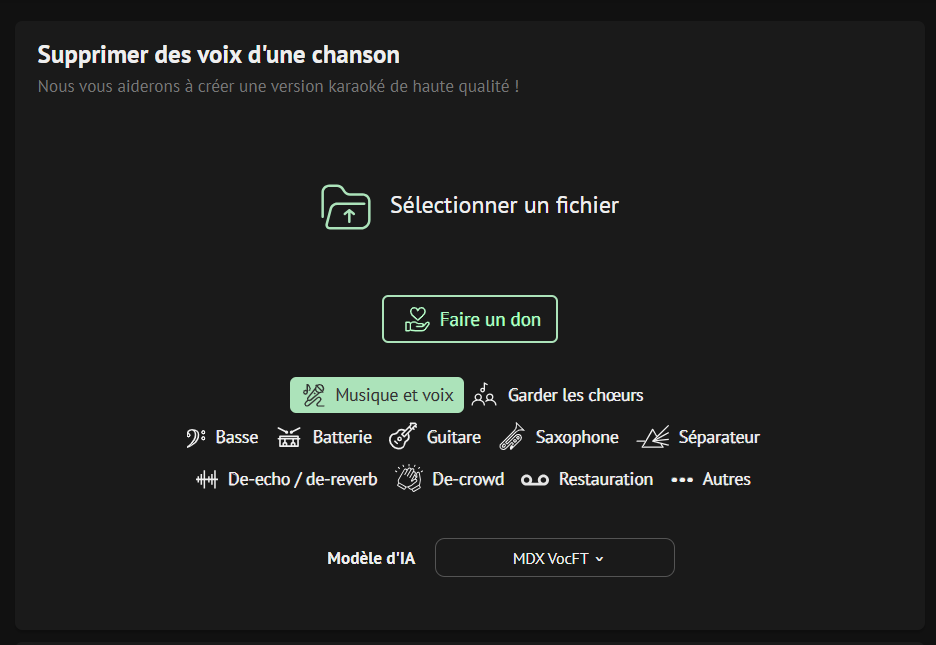 Supprimer des voix d'une chanson
Nous vous aiderons à créer une version karaoké de haute qualité !
Sélectionner un fichier
Faire un don
Musique et voix Garder les chœurs
Basse Batterie Guitare Saxophone Séparateur
De-echo / de-reverb De-crowd Restauration Autres
Modèle d'IA MDX VocFT